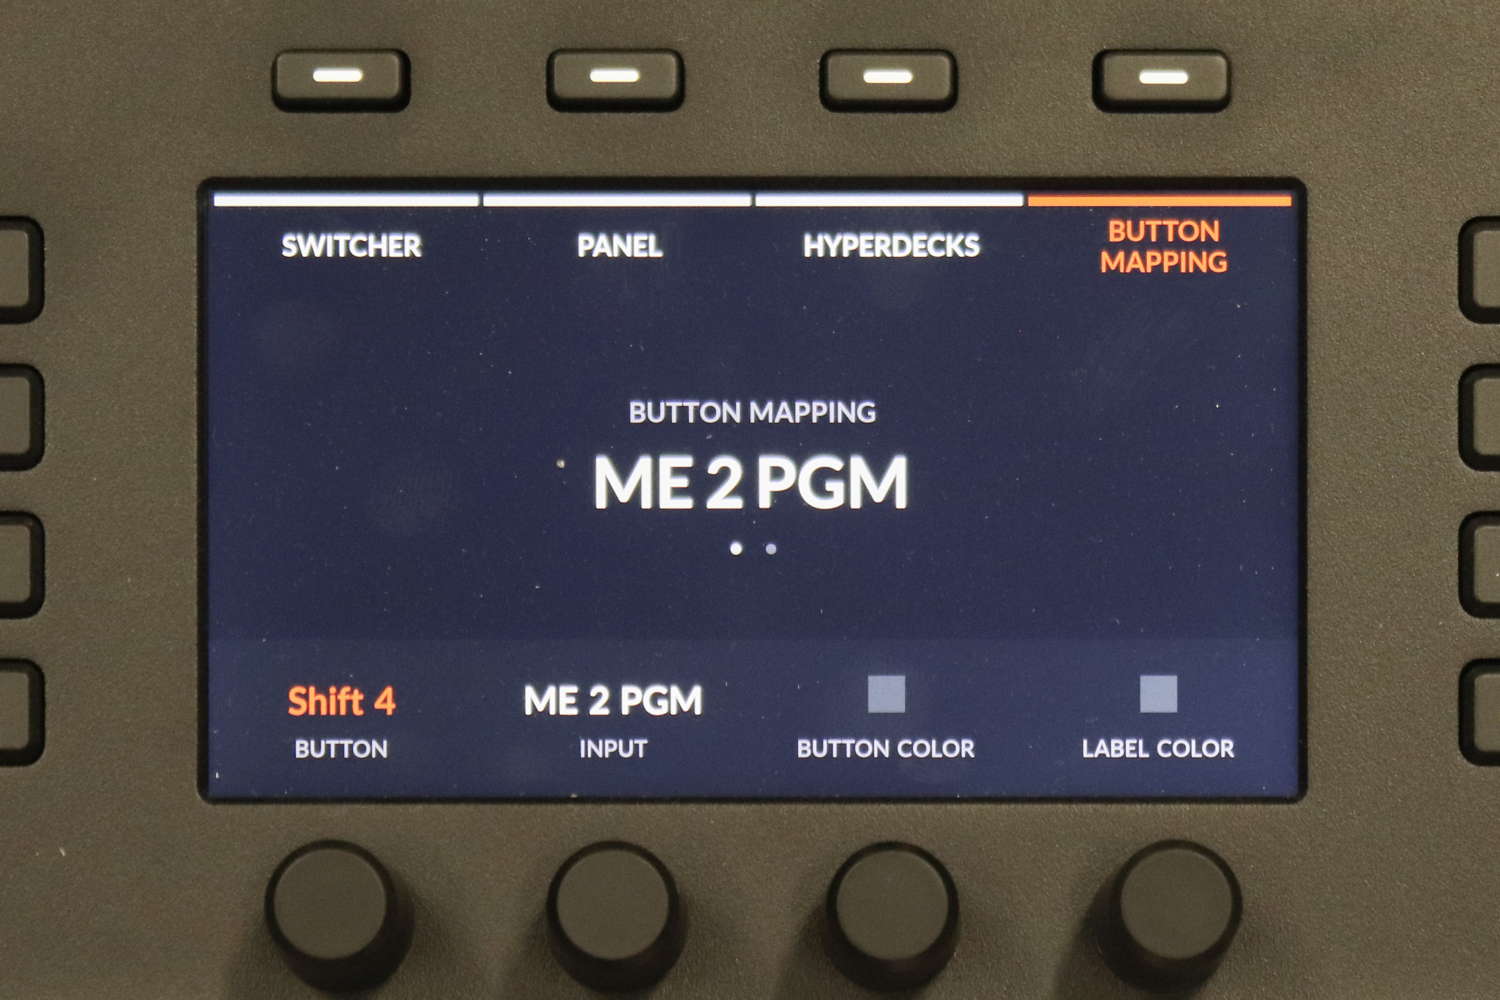 SWITCHER
PANEL
HYPERDECKS
BUTTON
MAPPING
BUTTON MAPPING
ME 2 PGM
Shift 4
BUTTON
ME 2 PGM
INPUT
BUTTON COLOR
LABEL COLOR